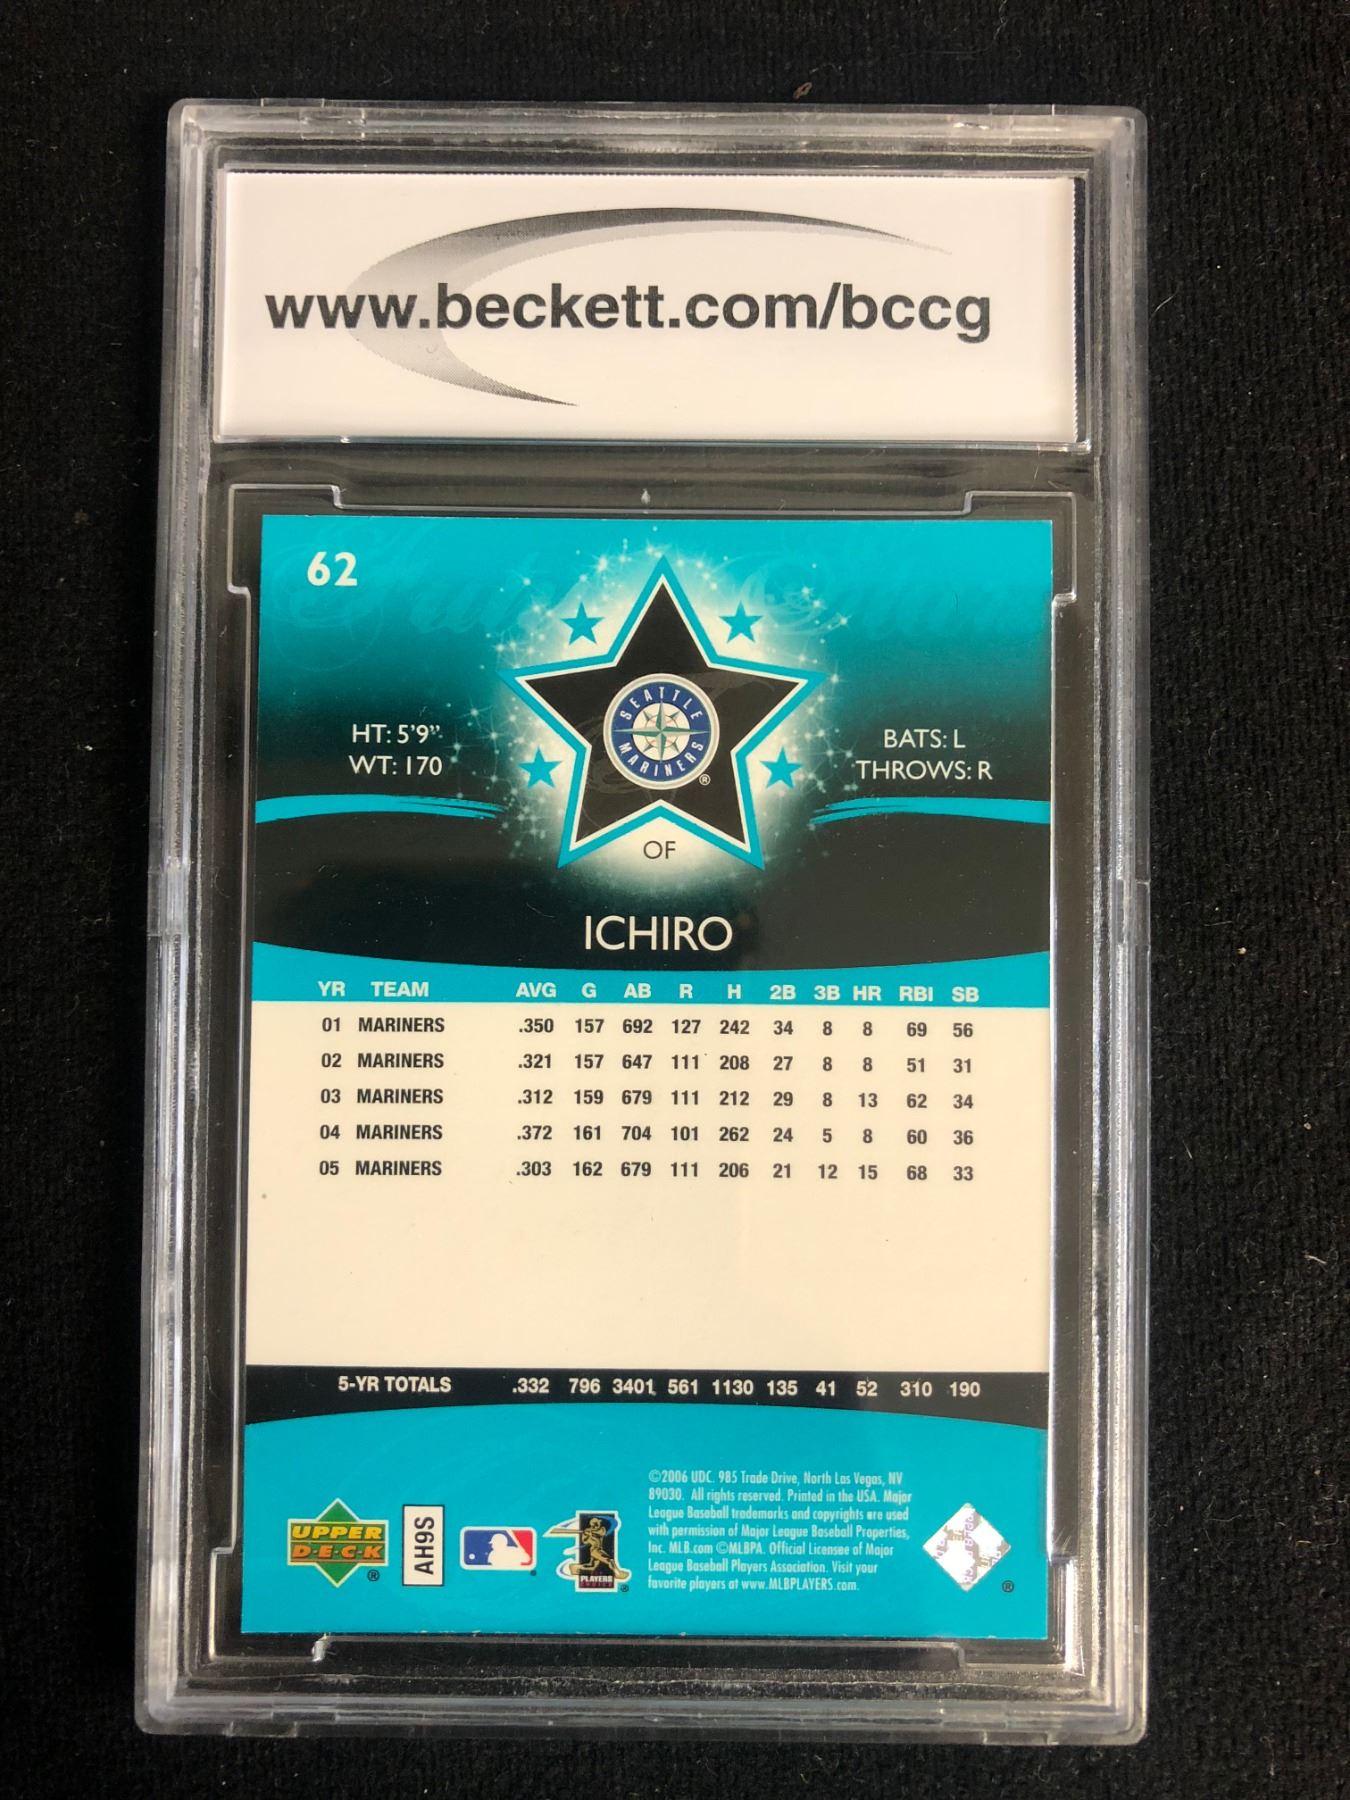 www.beckett.com/bccg
62
HT: 5'9"
WT: 170
SEATTLE
MARINERS
®
BATS: L
THROWS: R
OF
ICHIRO
YR TEAM AVG G AB R H 2B 3B HR RBI SB
01 MARINERS .350 157 692 127 242 34 8 8 69 56
02 MARINERS .321 157 647 111 208 27 8 8 51 31
03 MARINERS .312 159 679 111 212 29 8 13 62 34
04 MARINERS .372 161 704 101 262 24 5 8 60 36
05 MARINERS .303 162 679 111 206 21 12 15 68 33
5-YR TOTALS .332 796 3401 561 1130 135 41 52 310 190
UPPER
D·E·C·K
®
AH9S
PLAYERS
®
©2006 UDC. 985 Trade Drive, North Las Vegas, NV
89030. All rights reserved. Printed in the USA. Major
League Baseball trademarks and copyrights are used
with permission of Major League Baseball Properties,
Inc. MLB.com ©MLBPA. Official Licensee of Major
League Baseball Players Association. Visit your
favorite players at www.MLBPLAYERS.com.
®